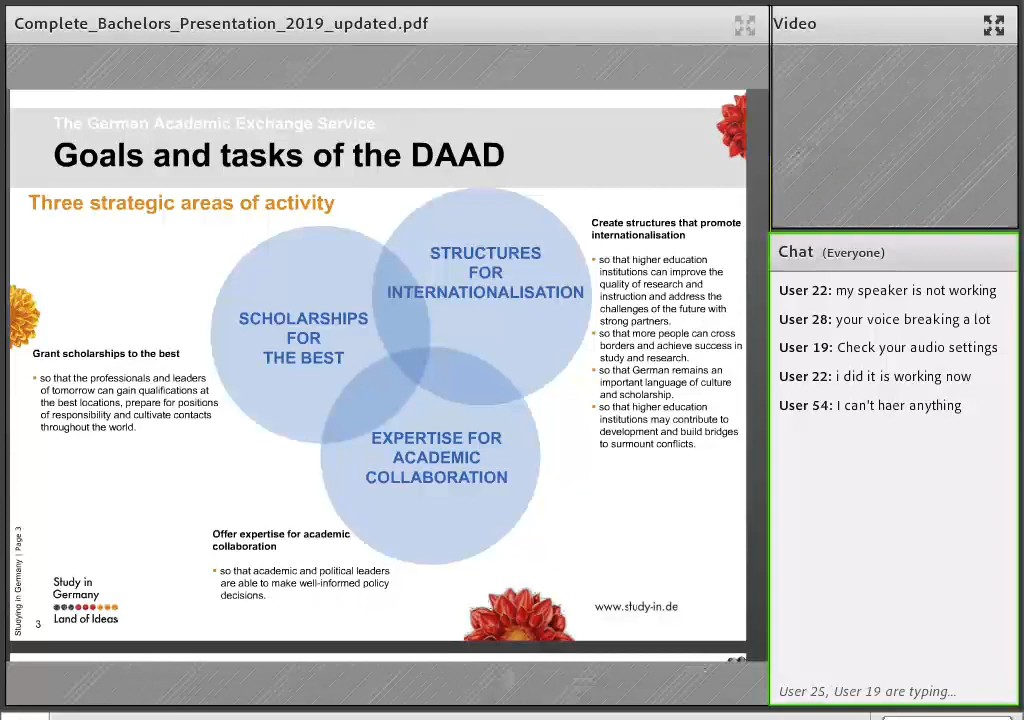 Complete_Bachelors_Presentation_2019_updated.pdf
The German Academic Exchange Service
Goals and tasks of the DAAD
Three strategic areas of activity
SCHOLARSHIPS
FOR
THE BEST
STRUCTURES
FOR
INTERNATIONALISATION
EXPERTISE FOR
ACADEMIC
COLLABORATION
Grant scholarships to the best
so that the professionals and leaders
of tomorrow can gain qualifications at
the best locations, prepare for positions
of responsibility and cultivate contacts
throughout the world.
Create structures that promote
internationalisation
so that higher education
institutions can improve the
quality of research and
instruction and address the
challenges of the future with
strong partners.
so that more people can cross
borders and achieve success in
study and research.
so that German remains an
important language of culture
and scholarship.
so that higher education
institutions may contribute to
development and build bridges
to surmount conflicts.
Offer expertise for academic
collaboration
so that academic and political leaders
are able to make well-informed policy
decisions.
Studying in Germany | Page 3
3
Study in
Germany
Land of Ideas
www.study-in.de
Video
Chat (Everyone)
User 22: my speaker is not working
User 28: your voice breaking a lot
User 19: Check your audio settings
User 22: i did it is working now
User 54: I can't haer anything
User 25, User 19 are typing...